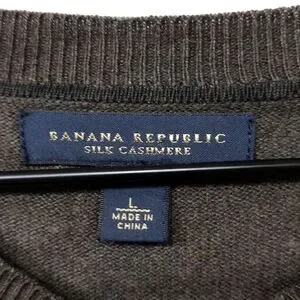 BANANA REPUBLIC
SILK CASHMERE
L
MADE IN
CHINA